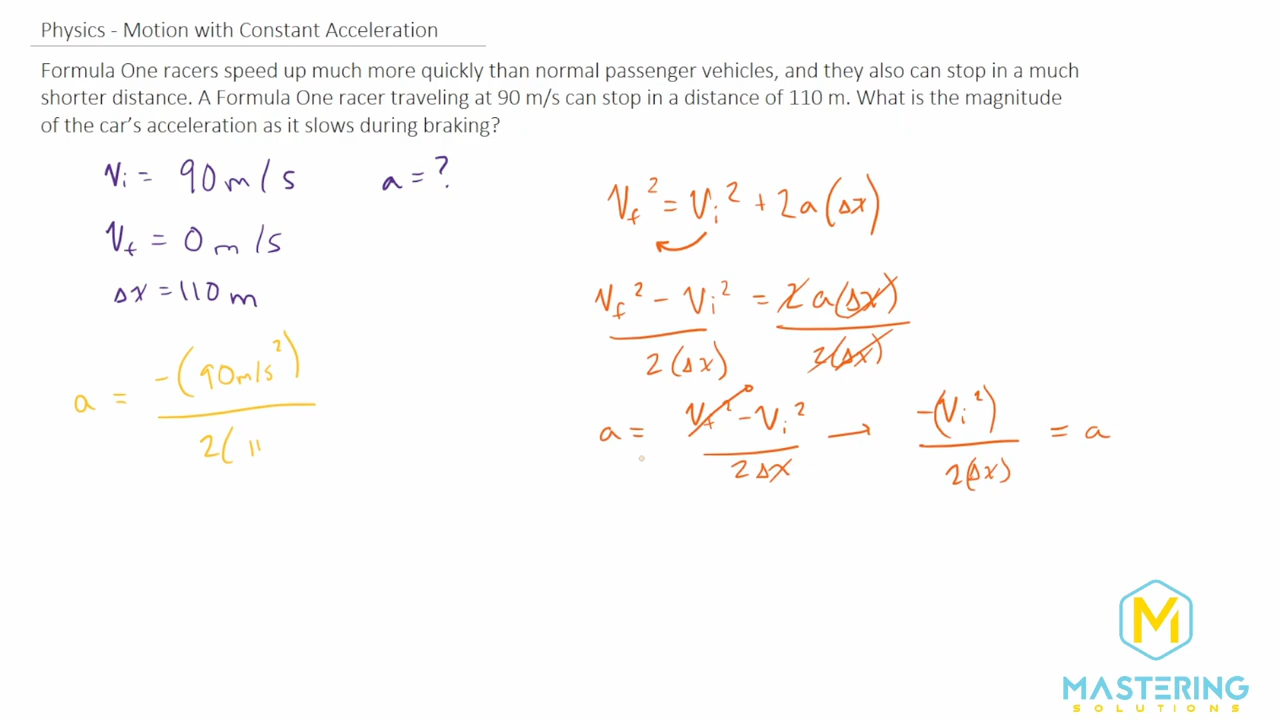 Physics - Motion with Constant Acceleration
Formula One racers speed up much more quickly than normal passenger vehicles, and they also can stop in a much
shorter distance. A Formula One racer traveling at 90 m/s can stop in a distance of 110 m. What is the magnitude
of the car's acceleration as it slows during braking?
Vi = 90 m/s
a = ?
Vf = 0 m/s
Δx = 110 m
a = -(90 m/s²) / 2( 11
Vf² = Vi² + 2a(Δx)
Vf² - Vi² / 2(Δx) = 2a(Δx) / 2(Δx)
a = Vf² 0 - Vi² / 2Δx → -(Vi²) / 2(Δx) = a
M
MASTERING
SOLUTIONS